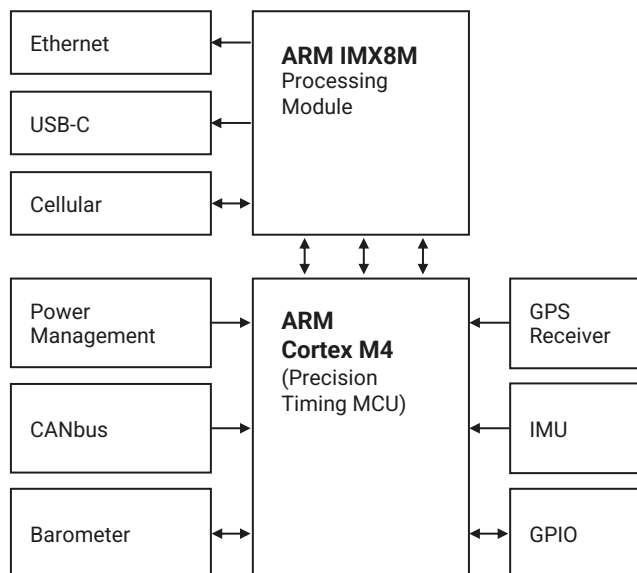 Ethernet
USB-C
Cellular
ARM IMX8M
Processing
Module
Power
Management
CANbus
Barometer
ARM
Cortex M4
(Precision
Timing MCU)
GPS
Receiver
IMU
GPIO